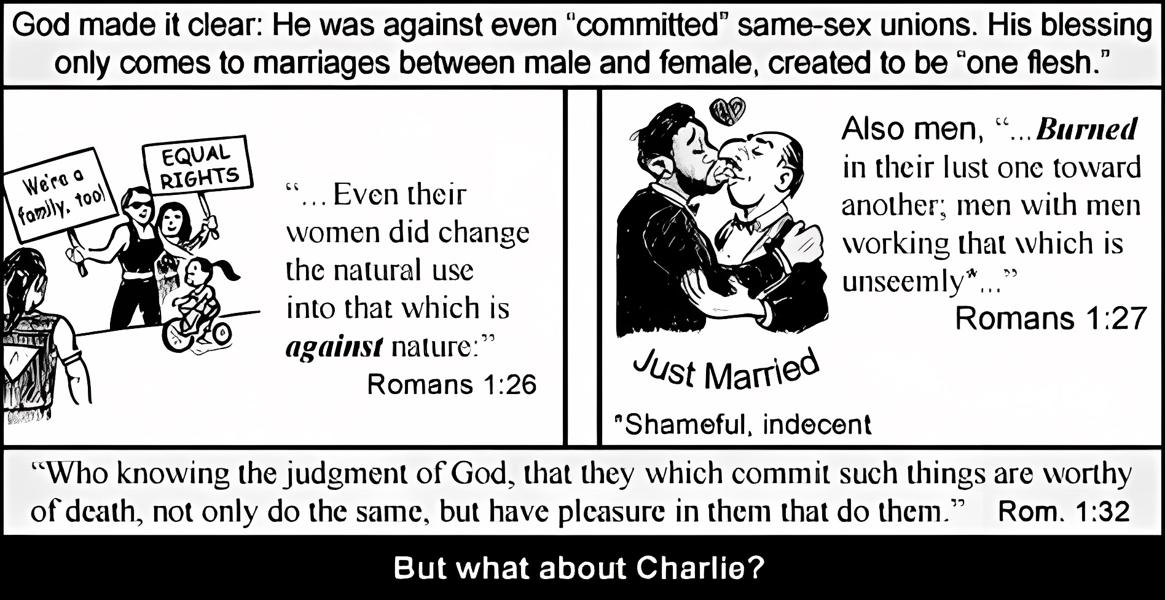 God made it clear: He was against even "committed" same-sex unions. His blessing
only comes to marriages between male and female, created to be "one flesh."
We're a
family, too!
EQUAL
RIGHTS
"...Even their
women did change
the natural use
into that which is
against nature:"
Romans 1:26
Just Married
*Shameful, indecent
Also men, "...Burned
in their lust one toward
another; men with men
working that which is
unseemly*..."
Romans 1:27
"Who knowing the judgment of God, that they which commit such things are worthy
of death, not only do the same, but have pleasure in them that do them." Rom. 1:32
But what about Charlie?